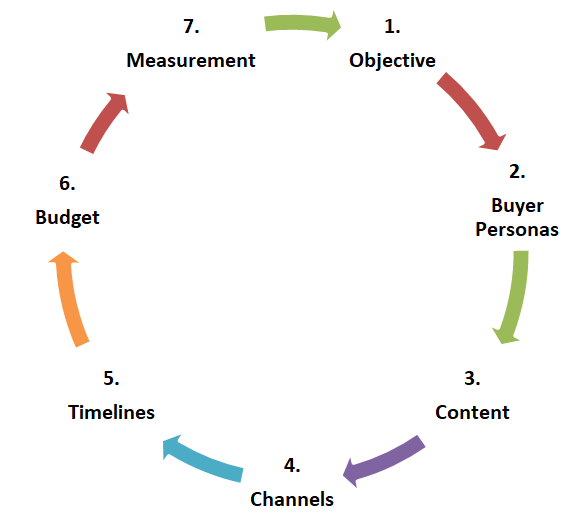 1.
Objective
2.
Buyer
Personas
3.
Content
4.
Channels
5.
Timelines
6.
Budget
7.
Measurement